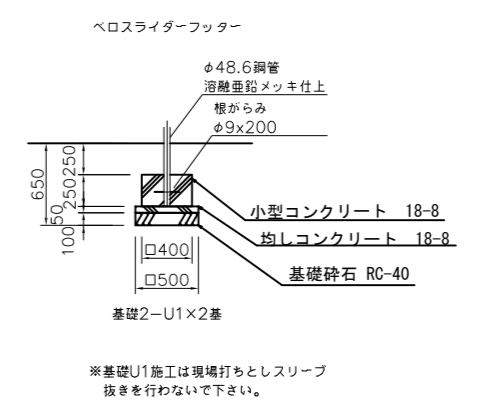 ベロスライダーフッター
φ48.6鋼管
溶融亜鉛メッキ仕上
根がらみ
φ9x200
650
250
250
50
100
小型コンクリート 18-8
均しコンクリート 18-8
基礎砕石 RC-40
□400
□500
基礎2-U1×2基
※基礎U1施工は現場打ちとしスリーブ
抜きを行わないで下さい。